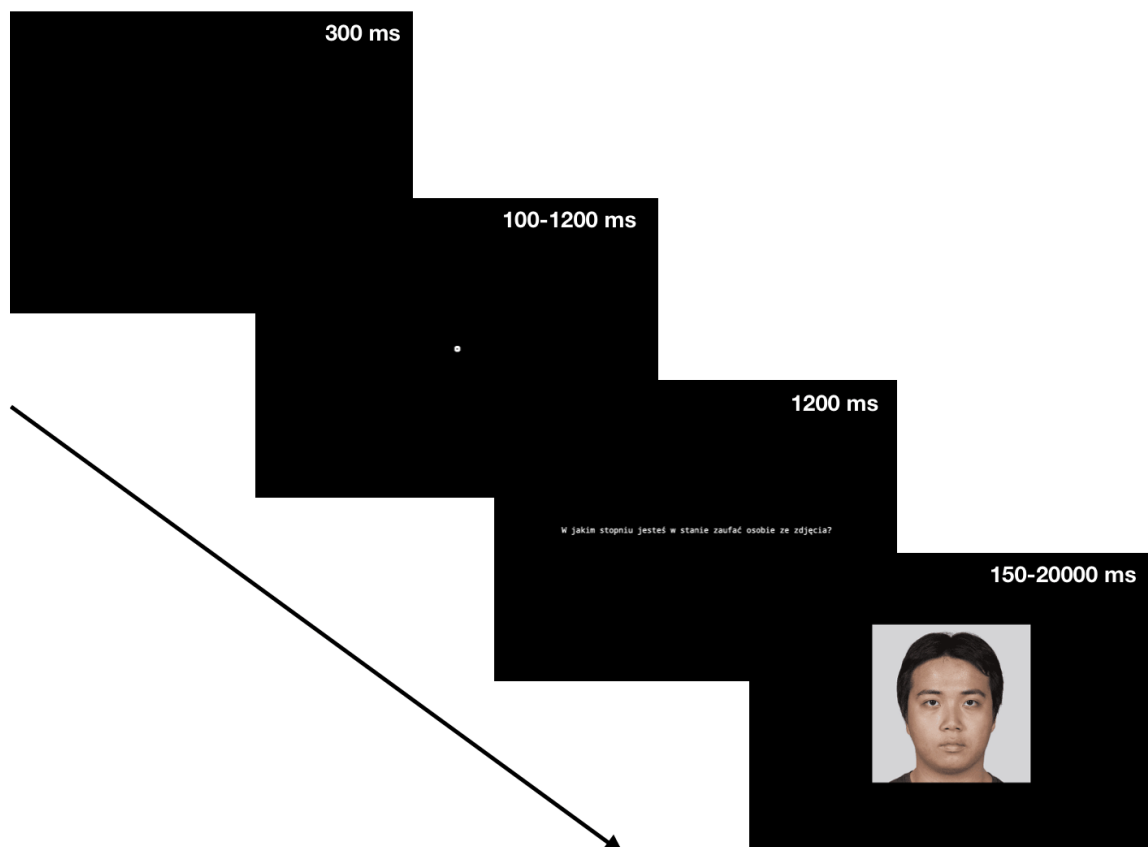 300 ms
100-1200 ms
1200 ms
W jakim stopniu jesteś w stanie zaufać osobie ze zdjęcia?
150-20000 ms